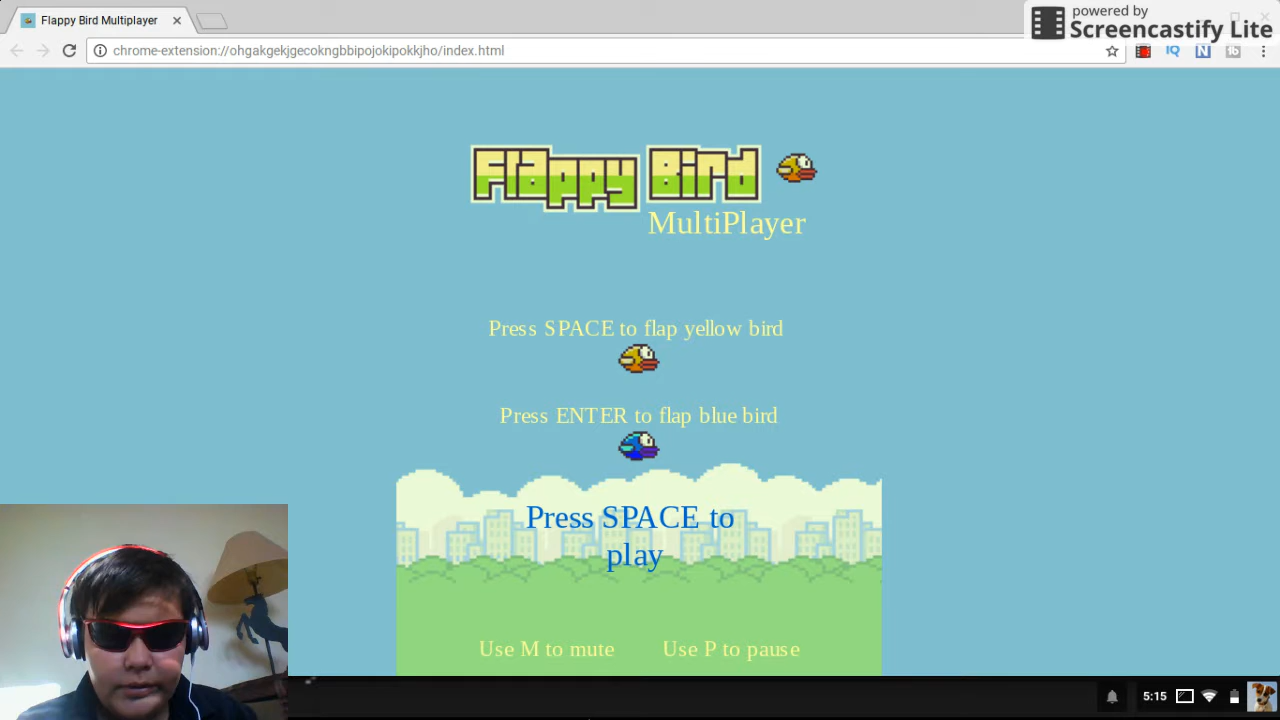 powered by
Screencastify Lite
Flappy Bird Multiplayer
chrome-extension://ohgakgekjgecokngbbipojokipokkjho/index.html
IQ
N
Flappy Bird
MultiPlayer
Press SPACE to flap yellow bird
Press ENTER to flap blue bird
Press SPACE to
play
Use M to mute
Use P to pause
5:15